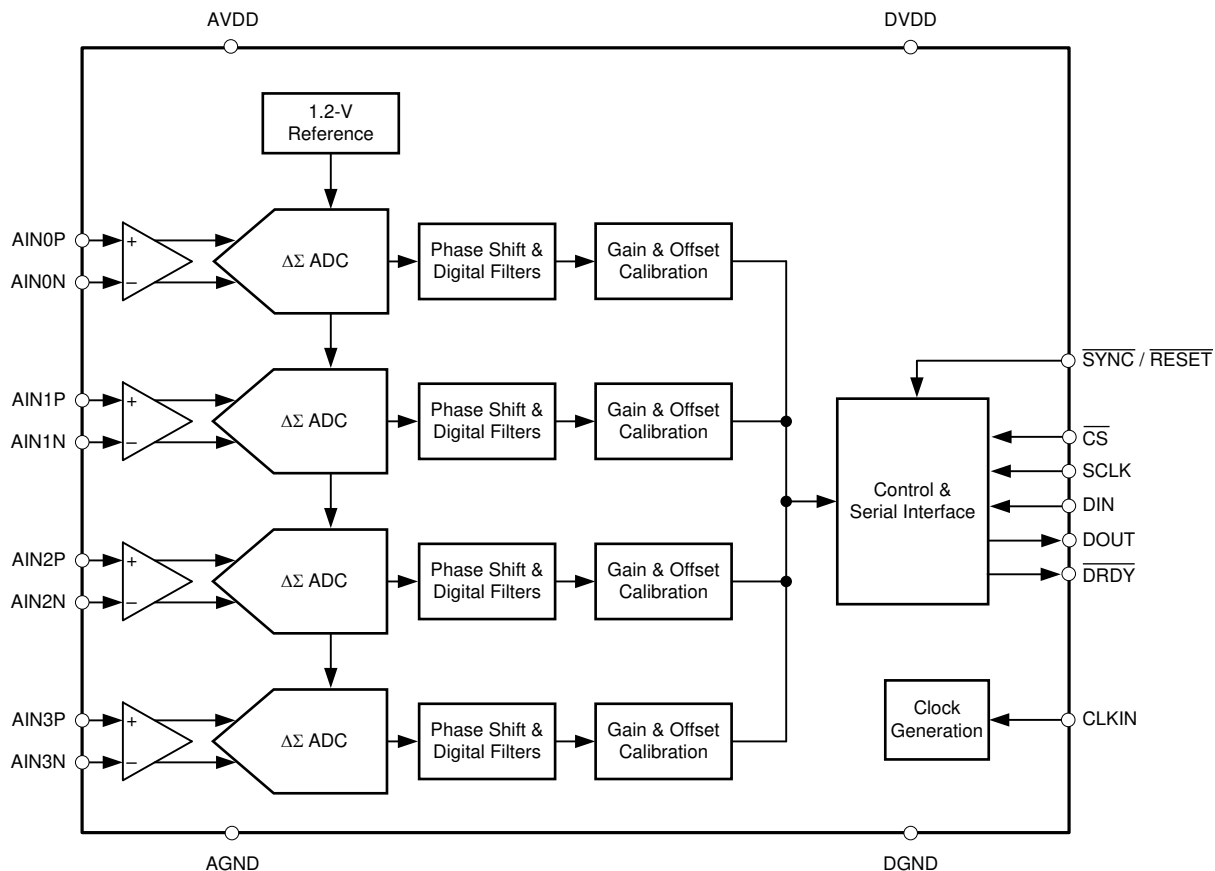 AVDD
DVDD
1.2-V
Reference
AIN0P
+
AIN0N
−
ΔΣ ADC
Phase Shift &
Digital Filters
Gain & Offset
Calibration
AIN1P
+
AIN1N
−
ΔΣ ADC
Phase Shift &
Digital Filters
Gain & Offset
Calibration
AIN2P
+
AIN2N
−
ΔΣ ADC
Phase Shift &
Digital Filters
Gain & Offset
Calibration
AIN3P
+
AIN3N
−
ΔΣ ADC
Phase Shift &
Digital Filters
Gain & Offset
Calibration
Control &
Serial Interface
SYNC / RESET
CS
SCLK
DIN
DOUT
DRDY
Clock
Generation
CLKIN
AGND
DGND